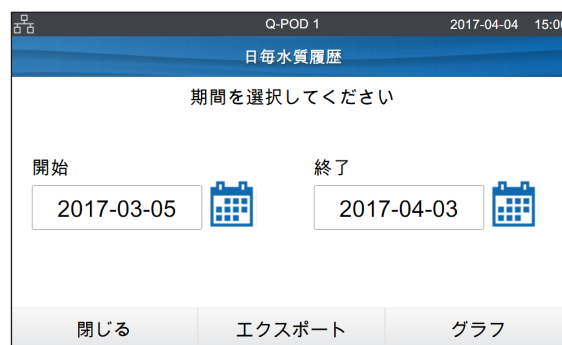 Q-POD 1 2017-04-04 15:00
日毎水質履歴
期間を選択してください
開始 終了
2017-03-05 2017-04-03
閉じる エクスポート グラフ